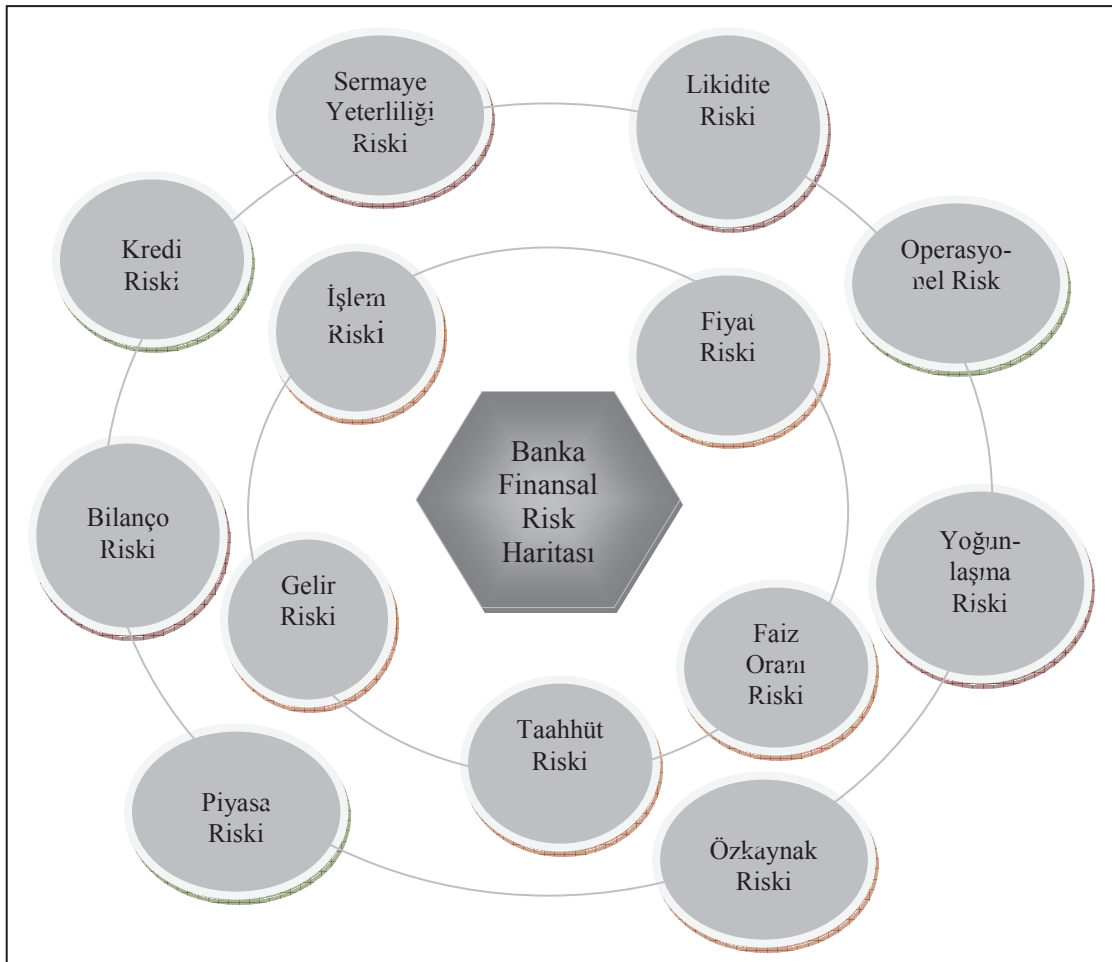 Sermaye
Yeterliliği
Riski
Likidite
Riski
Kredi
Riski
Operasyo-
nel Risk
İşlem
Riski
Fiyat
Riski
Banka
Finansal
Risk
Haritası
Bilanço
Riski
Yoğun-
laşma
Riski
Gelir
Riski
Faiz
Oranı
Riski
Taahhüt
Riski
Piyasa
Riski
Özkaynak
Riski